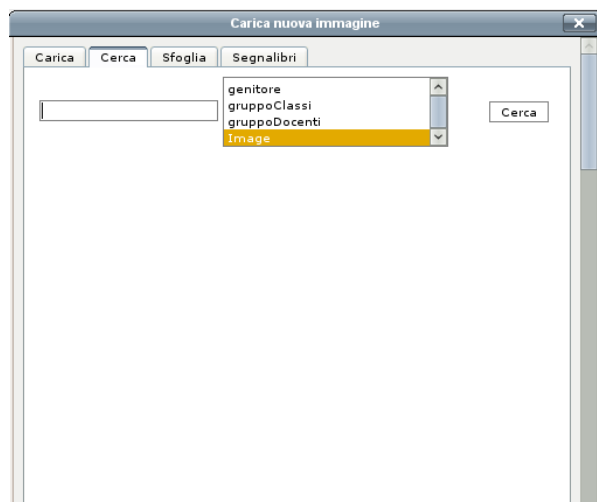 Carica nuova immagine
Carica Cerca Sfoglia Segnalibri
genitore
gruppoClassi
gruppoDocenti
Image
Cerca